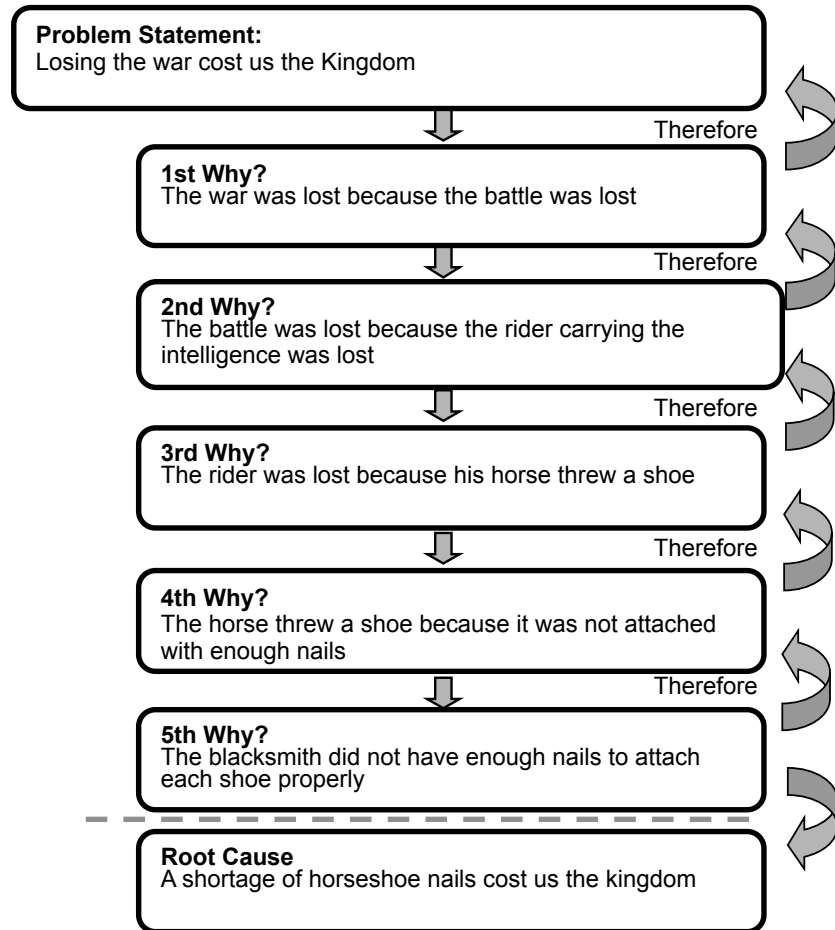 Problem Statement:
Losing the war cost us the Kingdom
Therefore
1st Why?
The war was lost because the battle was lost
Therefore
2nd Why?
The battle was lost because the rider carrying the
intelligence was lost
Therefore
3rd Why?
The rider was lost because his horse threw a shoe
Therefore
4th Why?
The horse threw a shoe because it was not attached
with enough nails
Therefore
5th Why?
The blacksmith did not have enough nails to attach
each shoe properly
Root Cause
A shortage of horseshoe nails cost us the kingdom